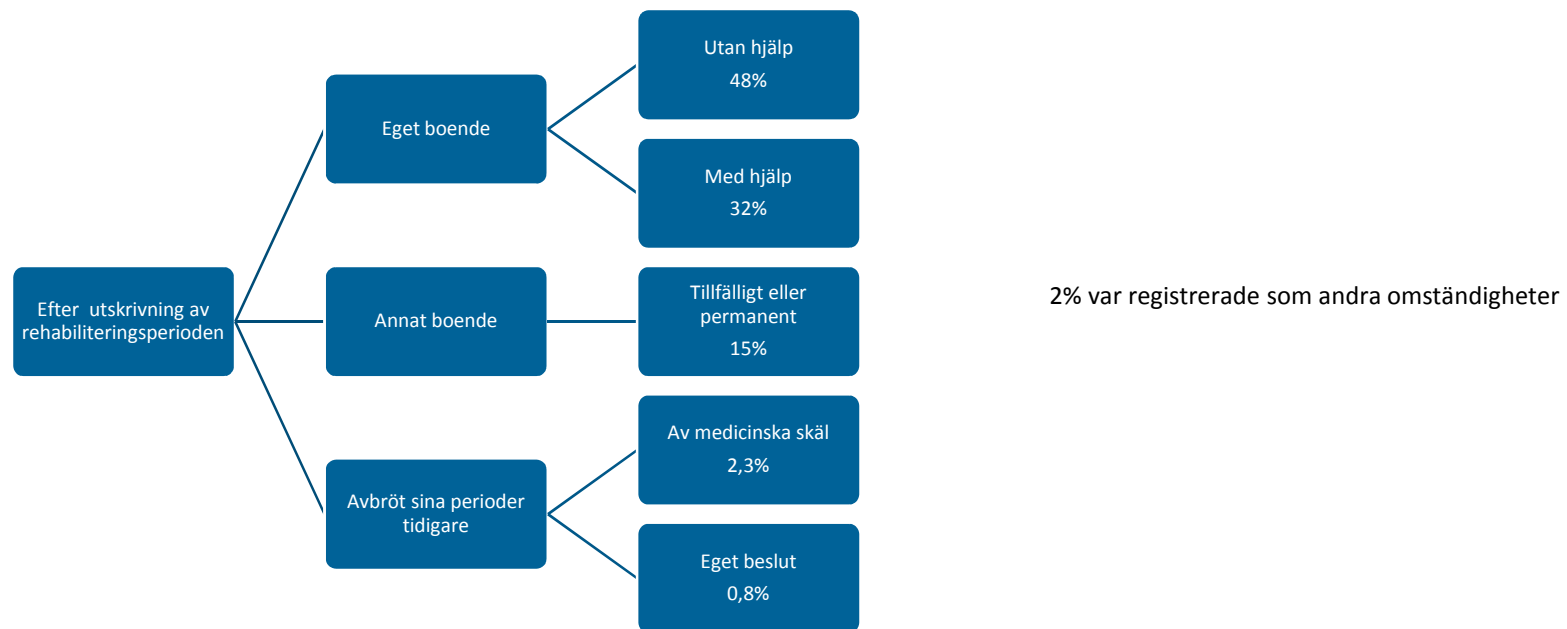 Utan hjälp
48%
Eget boende
Med hjälp
32%
Efter utskrivning av
rehabiliteringsperioden
Annat boende
Tillfälligt eller
permanent
15%
2% var registrerade som andra omständigheter
Av medicinska skäl
2,3%
Avbröt sina perioder
tidigare
Eget beslut
0,8%